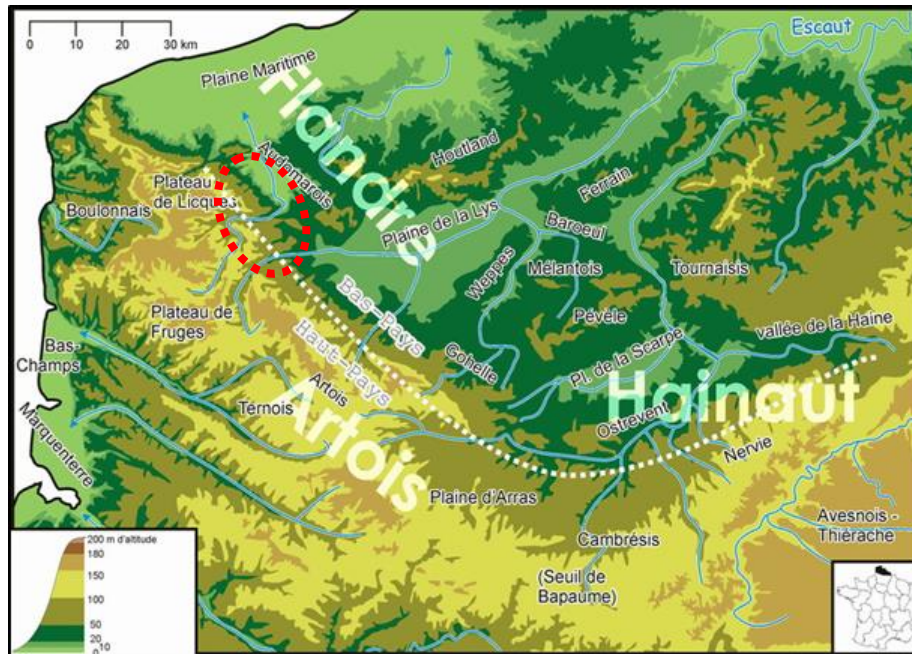 0 10 20 30 km
Escaut
Plaine Maritime
Flandre
Houtland
Audomarois
Plateau
de Licques
Ferrain
Boulonnais
Plaine de la Lys
Baroeul
Weppes
Mélantois
Tournaisis
Bas-Pays
Plateau
de Fruges
Pévèle
vallée de la Haine
Bas-
Champs
Haut-Pays
Gohelle
Pl. de la Scarpe
Artois
Hainaut
Ternois
Artois
Marquenterre
Ostrevent
Nervie
Plaine d'Arras
Cambrésis
Avesnois -
Thiérache
(Seuil de
Bapaume)
200 m d'altitude
180
150
100
50
20
10
0